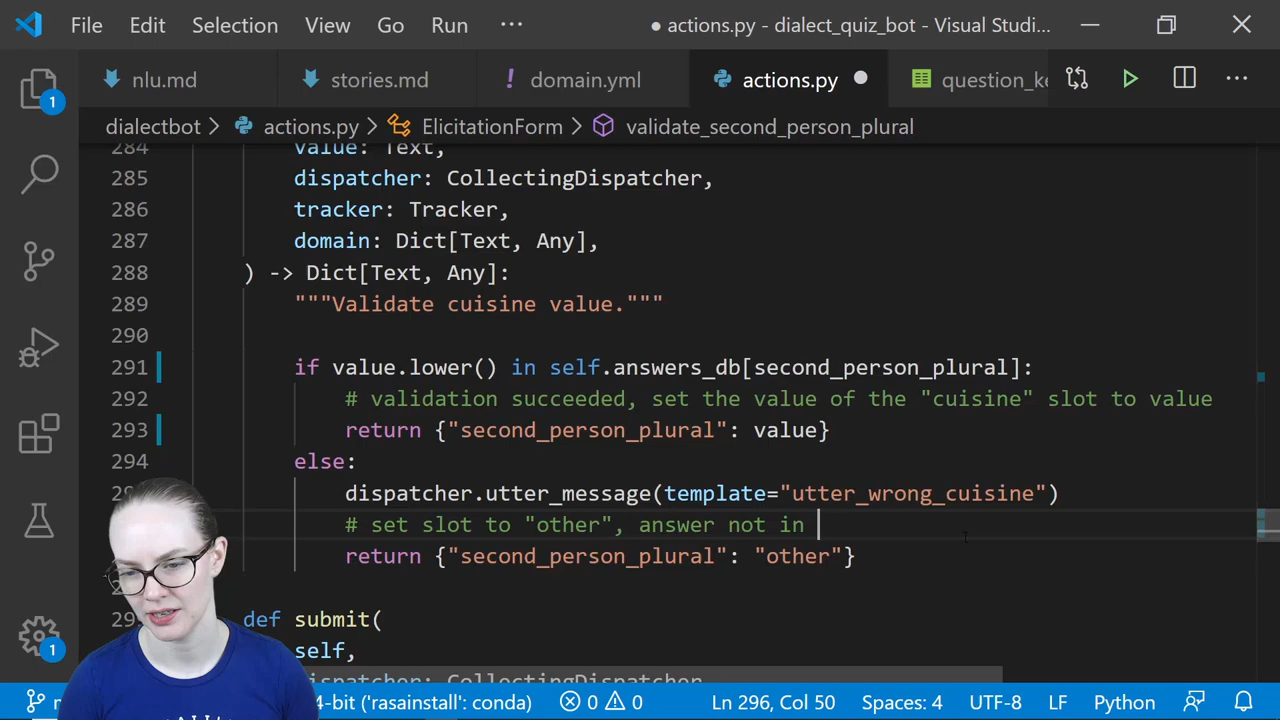 File Edit Selection View Go Run ··· ● actions.py - dialect_quiz_bot - Visual Studi...
nlu.md stories.md ! domain.yml actions.py ● question_ke ···
dialectbot > actions.py > ElicitationForm > validate_second_person_plural
284 value: Text,
285 dispatcher: CollectingDispatcher,
286 tracker: Tracker,
287 domain: Dict[Text, Any],
288 ) -> Dict[Text, Any]:
289 """Validate cuisine value."""
290
291 if value.lower() in self.answers_db[second_person_plural]:
292 # validation succeeded, set the value of the "cuisine" slot to value
293 return {"second_person_plural": value}
294 else:
dispatcher.utter_message(template="utter_wrong_cuisine")
# set slot to "other", answer not in
return {"second_person_plural": "other"}
def submit(
self,
dispatcher: CollectingDispatcher
1
1
4-bit ('rasainstall': conda) 0 0 Ln 296, Col 50 Spaces: 4 UTF-8 LF Python